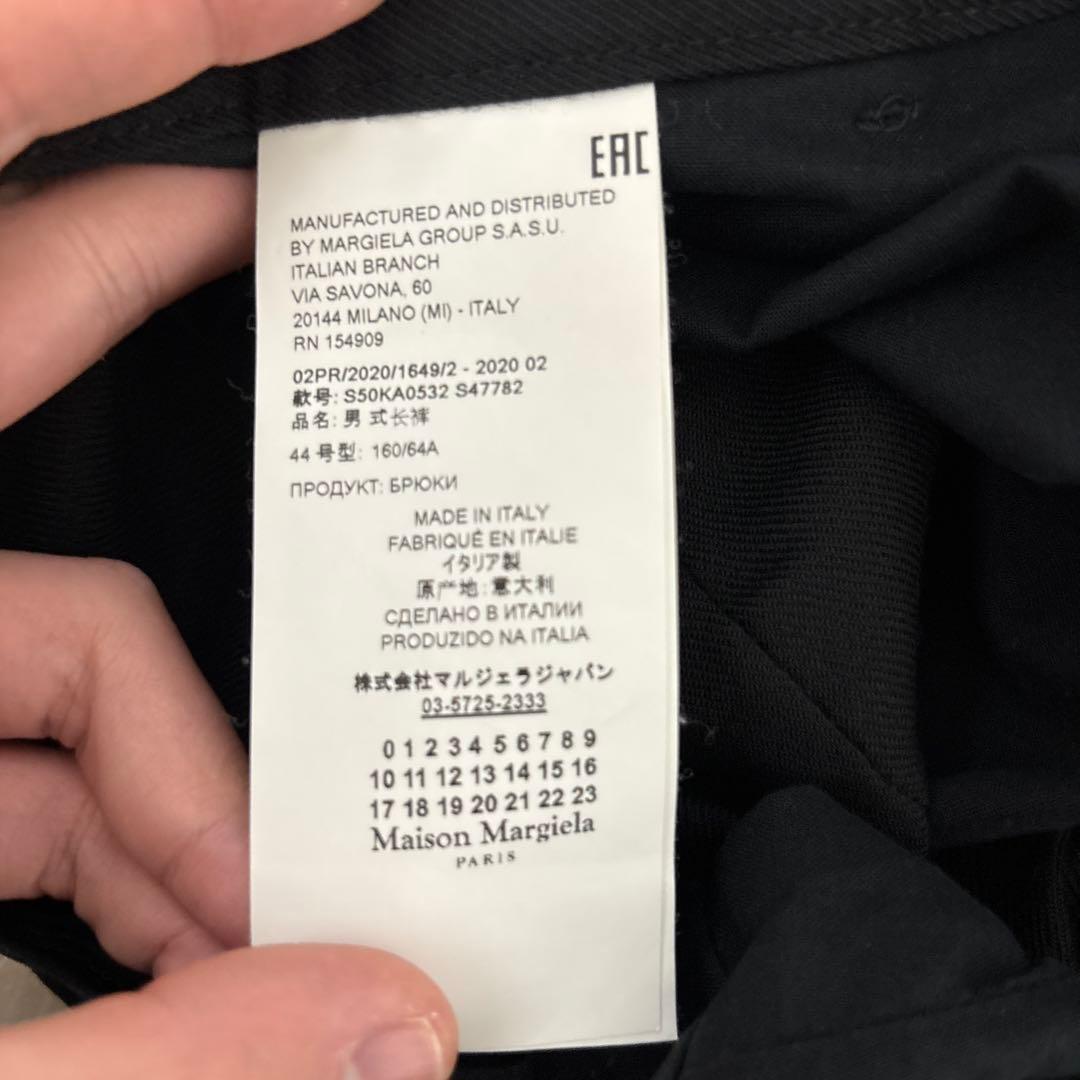 EAC
MANUFACTURED AND DISTRIBUTED
BY MARGIELA GROUP S.A.S.U.
ITALIAN BRANCH
VIA SAVONA, 60
20144 MILANO (MI) - ITALY
RN 154909
02PR/2020/1649/2 - 2020 02
款号: S50KA0532 S47782
品名: 男 式长裤
44 号型: 160/64A
ПРОДУКТ: БРЮКИ
MADE IN ITALY
FABRIQUÉ EN ITALIE
イタリア製
原产地:意大利
СДЕЛАНО В ИТАЛИИ
PRODUZIDO NA ITALIA
株式会社マルジェラジャパン
03-5725-2333
0 1 2 3 4 5 6 7 8 9
10 11 12 13 14 15 16
17 18 19 20 21 22 23
Maison Margiela
PARIS